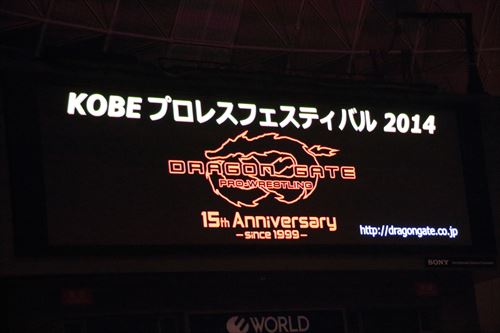 KOBE プロレスフェスティバル 2014
DRAGON GATE
PRO-WRESTLING
15th Anniversary
–since 1999–
http://dragongate.co.jp
SONY
WORLD